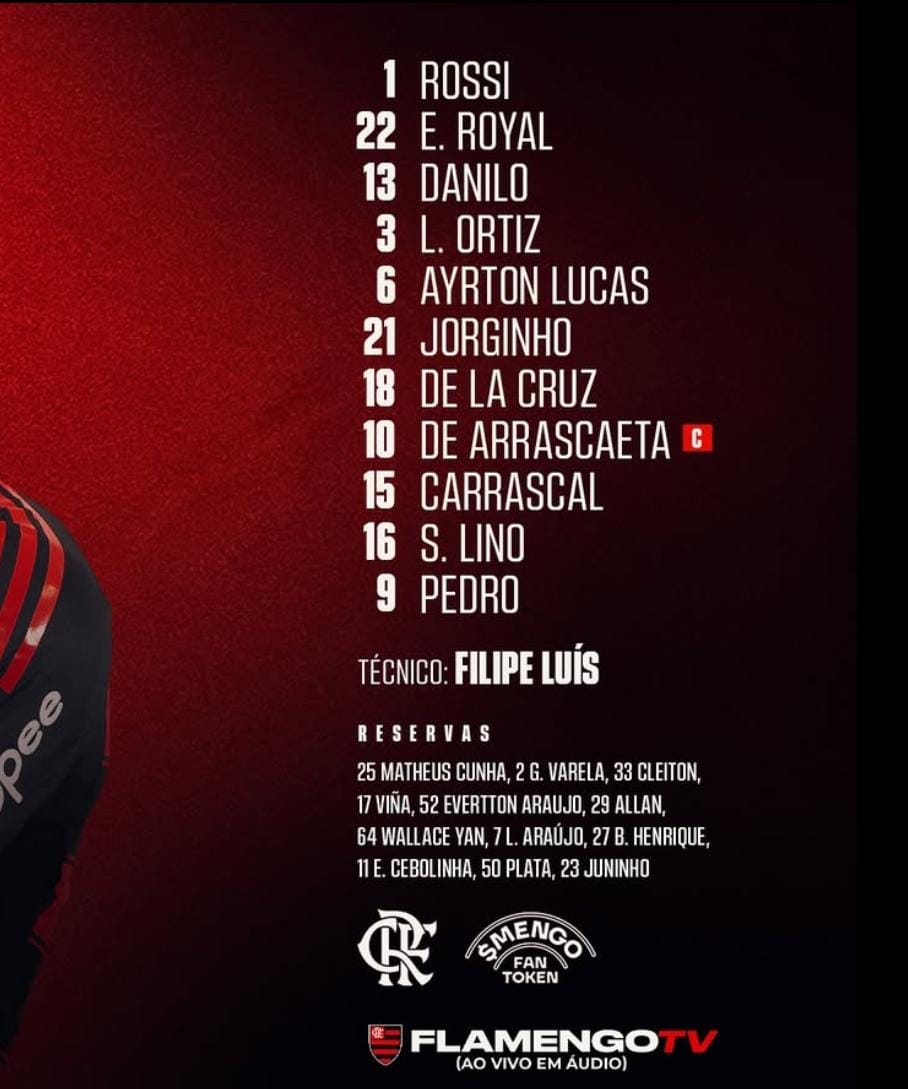 1 ROSSI
22 E. ROYAL
13 DANILO
3 L. ORTIZ
6 AYRTON LUCAS
21 JORGINHO
18 DE LA CRUZ
10 DE ARRASCAETA C
15 CARRASCAL
16 S. LINO
9 PEDRO
TÉCNICO: FILIPE LUÍS
RESERVAS
25 MATHEUS CUNHA, 2 G. VARELA, 33 CLEITON,
17 VIÑA, 52 EVERTTON ARAUJO, 29 ALLAN,
64 WALLACE YAN, 7 L. ARAÚJO, 27 B. HENRIQUE,
11 E. CEBOLINHA, 50 PLATA, 23 JUNINHO
pee
CRF
$MENGO
FAN
TOKEN
FLAMENGOTV
(AO VIVO EM ÁUDIO)